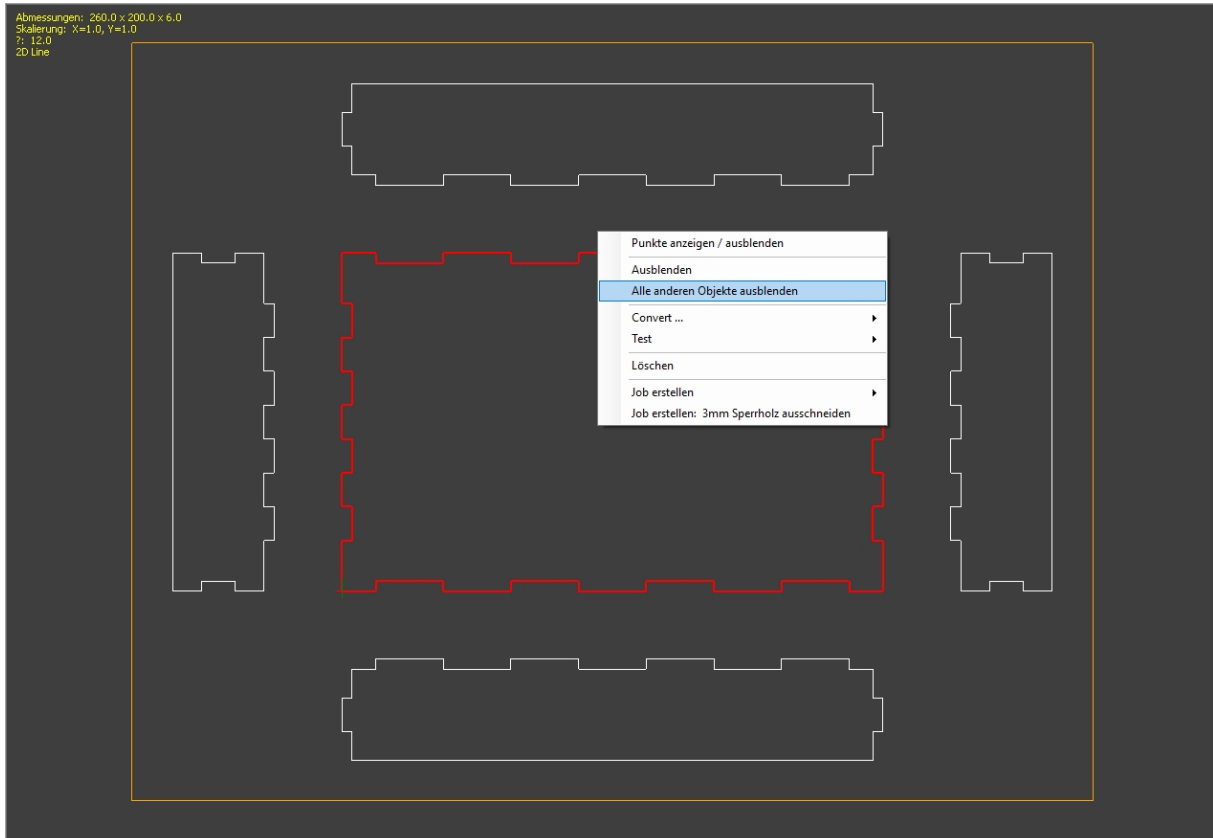 Abmessungen: 260.0 x 200.0 x 6.0
Skalierung: X=1.0, Y=1.0
?: 12.0
2D Line
Punkte anzeigen / ausblenden
Ausblenden
Alle anderen Objekte ausblenden
Convert ...
Test
Löschen
Job erstellen
Job erstellen: 3mm Sperrholz ausschneiden